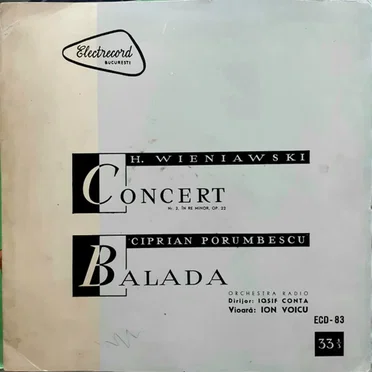 Electrecord
BUCUREȘTI
H. WIENIAWSKI
CONCERT
Nr. 2, ÎN RE MINOR, OP. 22
CIPRIAN PORUMBESCU
BALADA
ORCHESTRA RADIO
Dirijor: IOSIF CONTA
Vioară: ION VOICU
ECD-83
33⅓